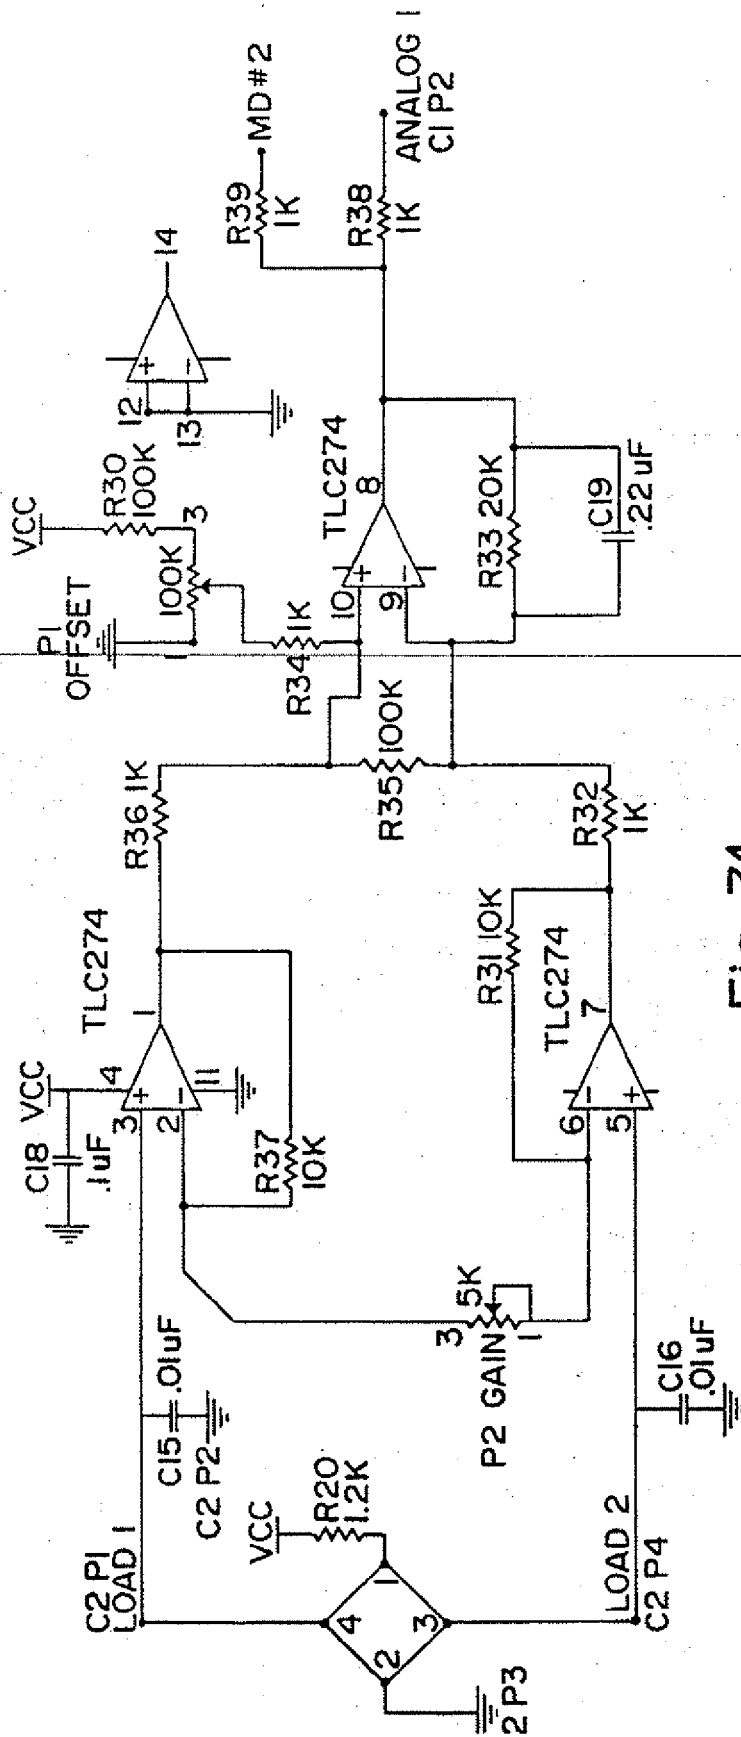 C2 P1
LOAD 1
C15 .01uF
C2 P2
VCC
R20
1.2K
4
1
2
3
2 P3
LOAD 2
C2 P4
C16
.01uF
P2 GAIN
3
5K
1
C18
.1uF
VCC
4
3
2
1
11
TLC274
R37
10K
R31 10K
TLC274
6
5
7
R36 1K
R35 100K
R32
1K
P1
OFFSET
1
VCC
R30
100K
3
100K
R34 1K
10
9
8
TLC274
R33 20K
C19
.22uF
12
13
14
R39
1K
MD#2
R38
1K
ANALOG 1
C1 P2